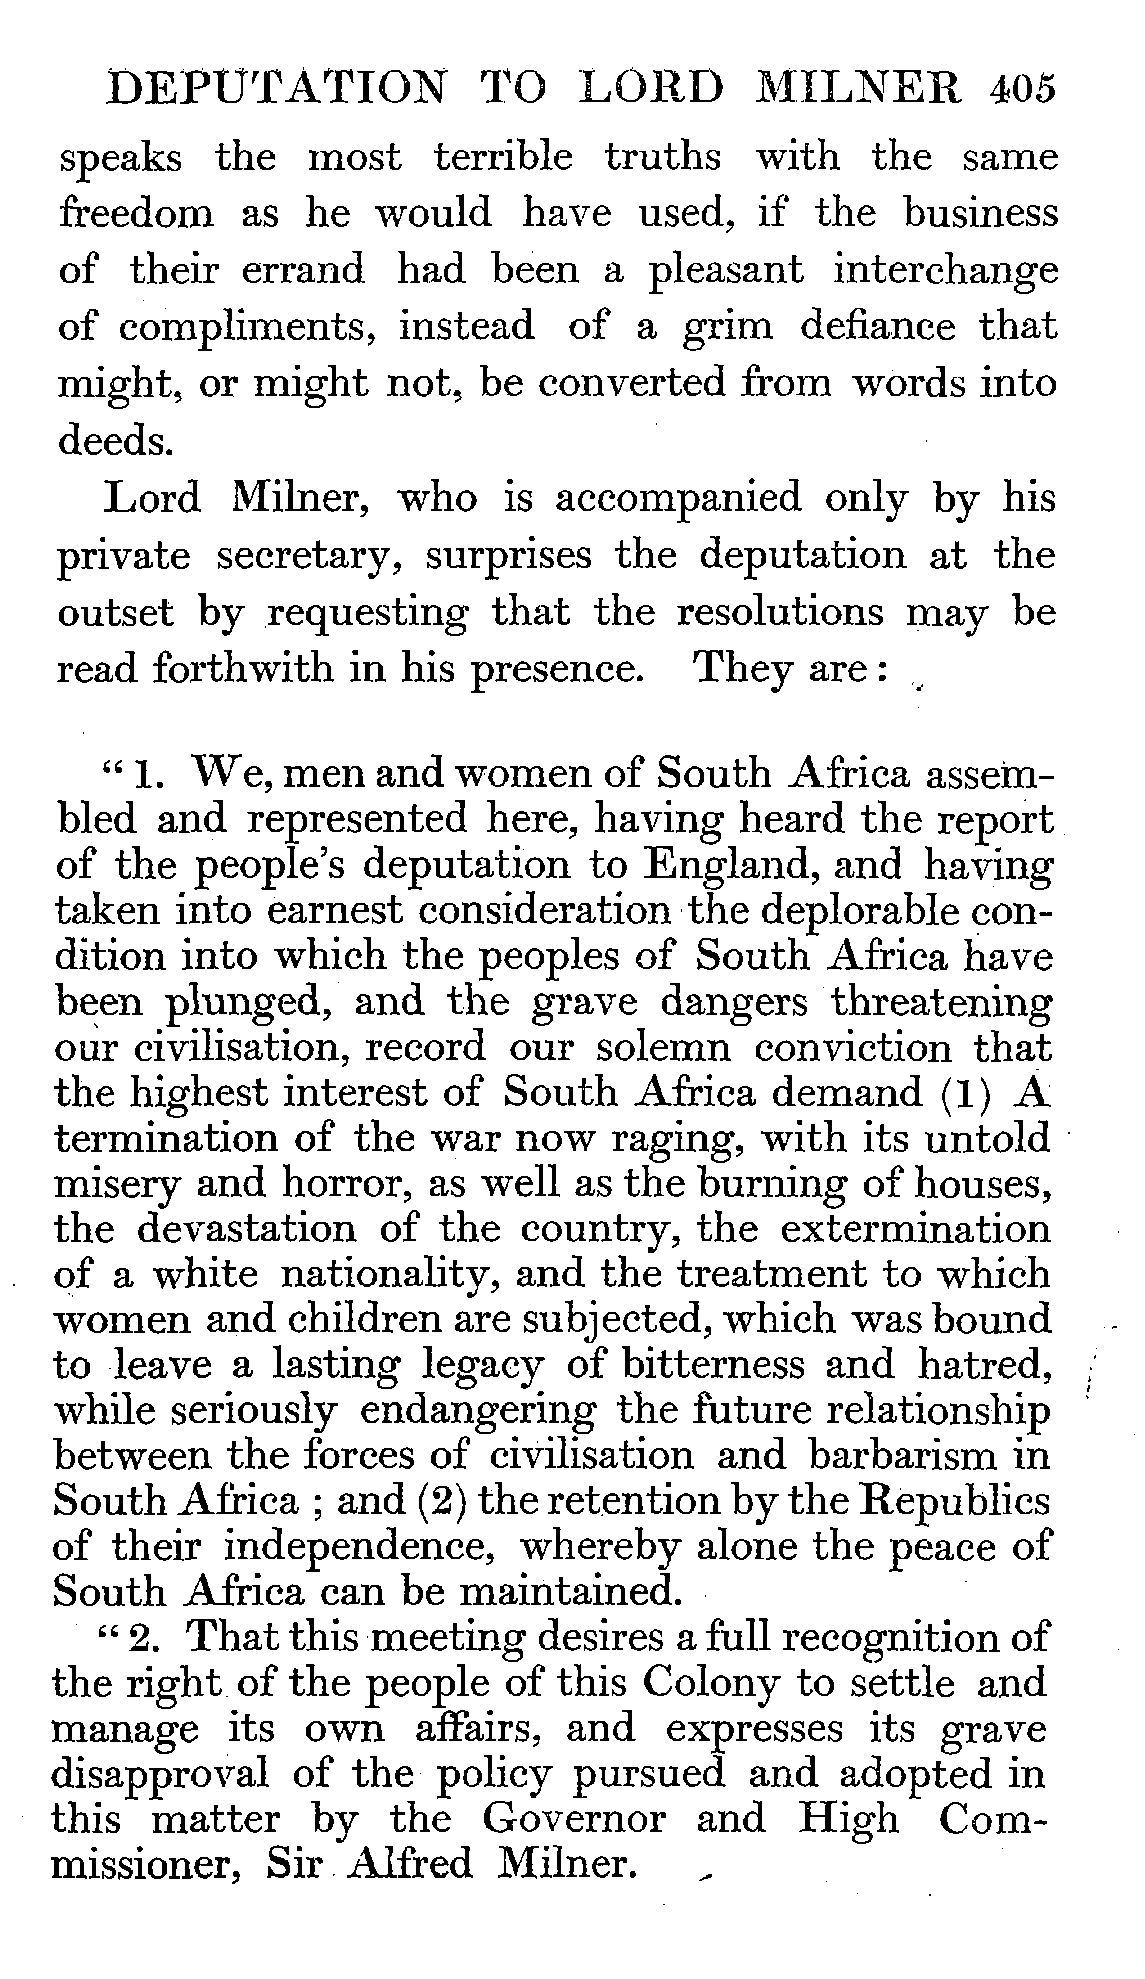 DEPUTATION TO LORD MILNER 405
speaks the most terrible truths with the same
freedom as he would have used, if the business
of their errand had been a pleasant interchange
of compliments, instead of a grim defiance that
might, or might not, be converted from words into
deeds.
Lord Milner, who is accompanied only by his
private secretary, surprises the deputation at the
outset by requesting that the resolutions may be
read forthwith in his presence. They are :
“ 1. We, men and women of South Africa assem-
bled and represented here, having heard the report
of the people’s deputation to England, and having
taken into earnest consideration the deplorable con-
dition into which the peoples of South Africa have
been plunged, and the grave dangers threatening
our civilisation, record our solemn conviction that
the highest interest of South Africa demand (1) A
termination of the war now raging, with its untold
misery and horror, as well as the burning of houses,
the devastation of the country, the extermination
of a white nationality, and the treatment to which
women and children are subjected, which was bound
to leave a lasting legacy of bitterness and hatred,
while seriously endangering the future relationship
between the forces of civilisation and barbarism in
South Africa ; and (2) the retention by the Republics
of their independence, whereby alone the peace of
South Africa can be maintained.
“ 2. That this meeting desires a full recognition of
the right of the people of this Colony to settle and
manage its own affairs, and expresses its grave
disapproval of the policy pursued and adopted in
this matter by the Governor and High Com-
missioner, Sir Alfred Milner.